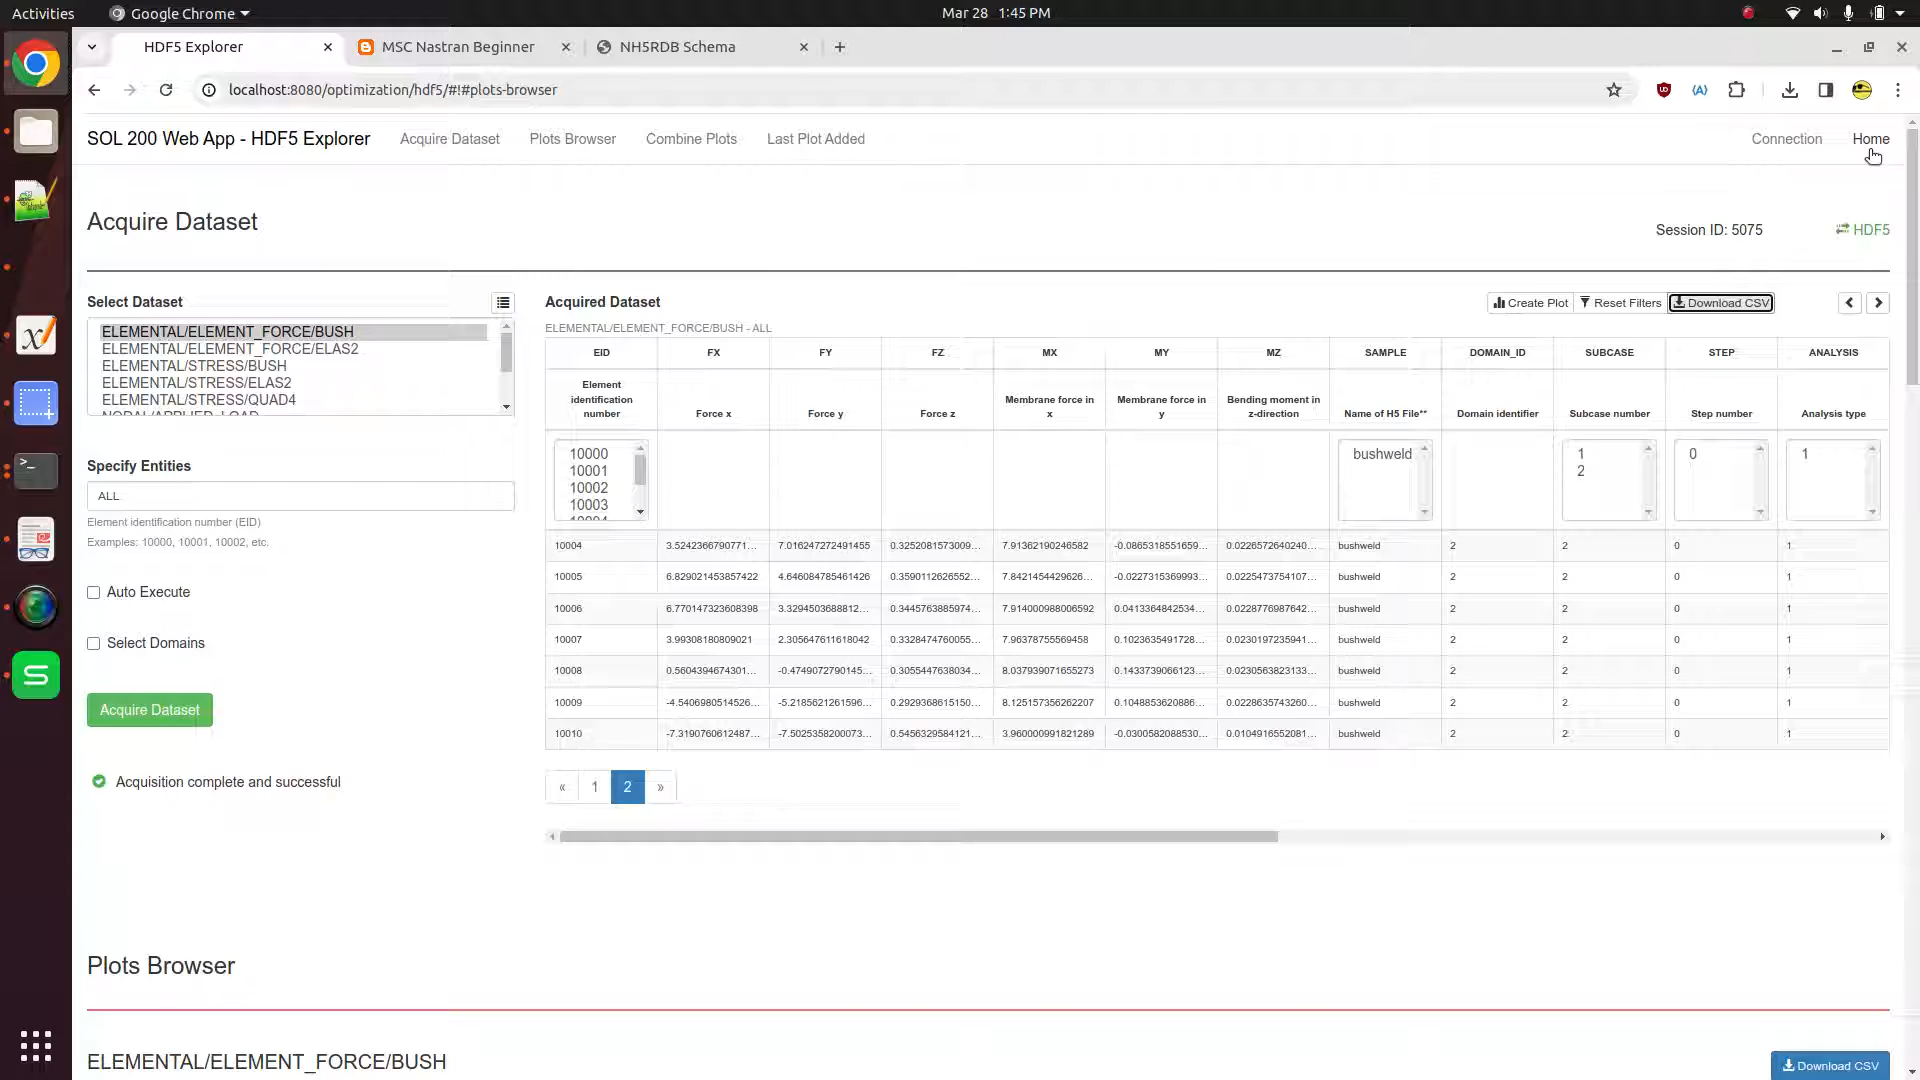 Activities
Google Chrome
Mar 28 1:45 PM
HDF5 Explorer
MSC Nastran Beginner
NH5RDB Schema
localhost:8080/optimization/hdf5/#!#plots-browser
SOL 200 Web App - HDF5 Explorer
Acquire Dataset
Plots Browser
Combine Plots
Last Plot Added
Connection
Home
Acquire Dataset
Session ID: 5075
HDF5
Select Dataset
ELEMENTAL/ELEMENT_FORCE/BUSH
ELEMENTAL/ELEMENT_FORCE/ELAS2
ELEMENTAL/STRESS/BUSH
ELEMENTAL/STRESS/ELAS2
ELEMENTAL/STRESS/QUAD4
NODAL/APPLIED_LOAD
Specify Entities
ALL
Element identification number (EID)
Examples: 10000, 10001, 10002, etc.
Auto Execute
Select Domains
Acquire Dataset
Acquisition complete and successful
Acquired Dataset
Create Plot
Reset Filters
Download CSV
ELEMENTAL/ELEMENT_FORCE/BUSH - ALL
EID FX FY FZ MX MY MZ SAMPLE DOMAIN_ID SUBCASE STEP ANALYSIS
Element identification number Force x Force y Force z Membrane force in x Membrane force in y Bending moment in z-direction Name of H5 File** Domain identifier Subcase number Step number Analysis type
10000 bushweld 1 0 1
10001 2
10002
10003
10004
10004 3.5242366790771... 7.016247272491455 0.3252081573009... 7.91362190246582 -0.0865318551659... 0.0226572640240... bushweld 2 2 0 1
10005 6.829021453857422 4.646084785461426 0.3590112626552... 7.8421454429626... -0.0227315369993... 0.0225473754107... bushweld 2 2 0 1
10006 6.770147323608398 3.3294503688812... 0.3445763885974... 7.914000988006592 0.0413364842534... 0.0228776987642... bushweld 2 2 0 1
10007 3.99308180809021 2.305647611618042 0.3328474760055... 7.96378755569458 0.1023635491728... 0.0230197235941... bushweld 2 2 0 1
10008 0.5604394674301... -0.4749072790145... 0.3055447638034... 8.037939071655273 0.1433739066123... 0.0230563823133... bushweld 2 2 0 1
10009 -4.5406980514526... -5.2185621261596... 0.2929368615150... 8.125157356262207 0.1048853620886... 0.0228635743260... bushweld 2 2 0 1
10010 -7.3190760612487... -7.5025358200073... 0.5456329584121... 3.960000991821289 -0.0300582088530... 0.0104916552081... bushweld 2 2 0 1
« 1 2 »
Plots Browser
ELEMENTAL/ELEMENT_FORCE/BUSH
Download CSV